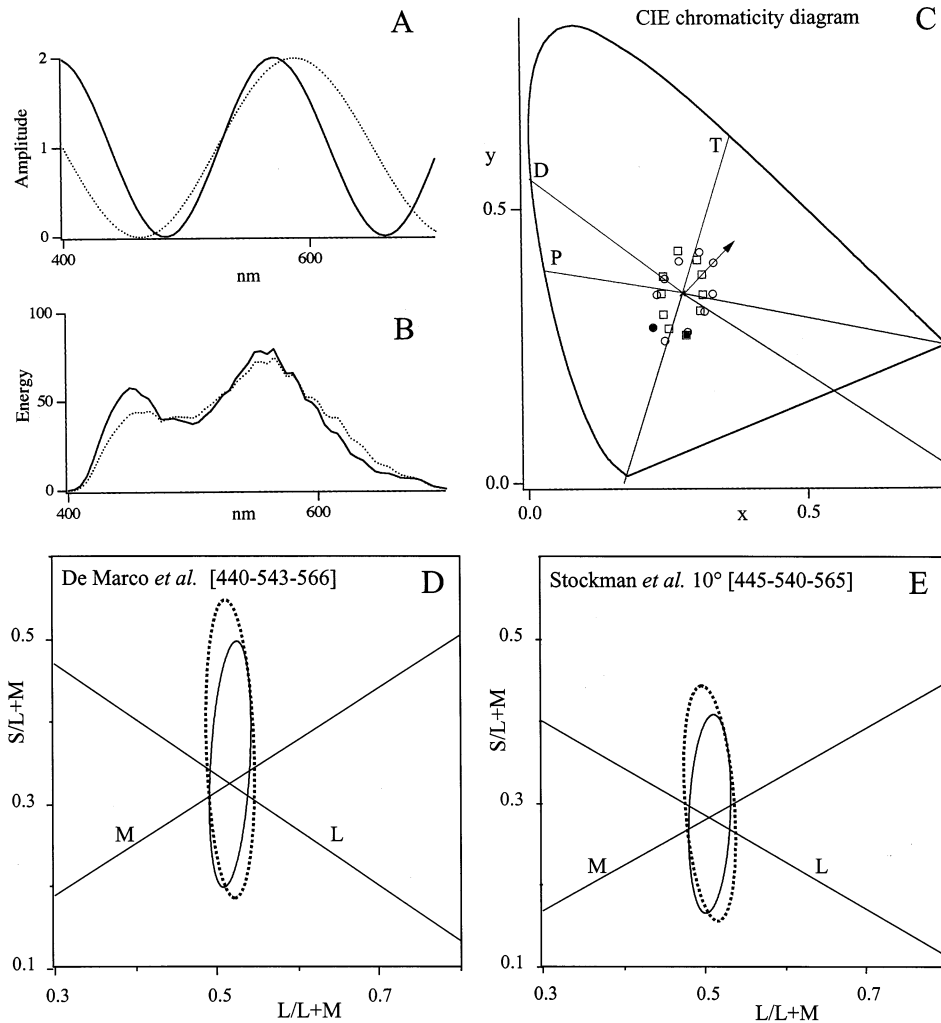 A
Amplitude
2
1
0
400
600
nm
B
Energy
100
50
0
400
600
nm
CIE chromaticity diagram
C
y
0.5
0.0
T
D
P
0.0
0.5
x
De Marco et al. [440-543-566]
D
S/L+M
0.5
0.3
0.1
M
L
0.3
0.5
0.7
L/L+M
Stockman et al. 10° [445-540-565]
E
S/L+M
0.5
0.3
0.1
M
L
0.3
0.5
0.7
L/L+M